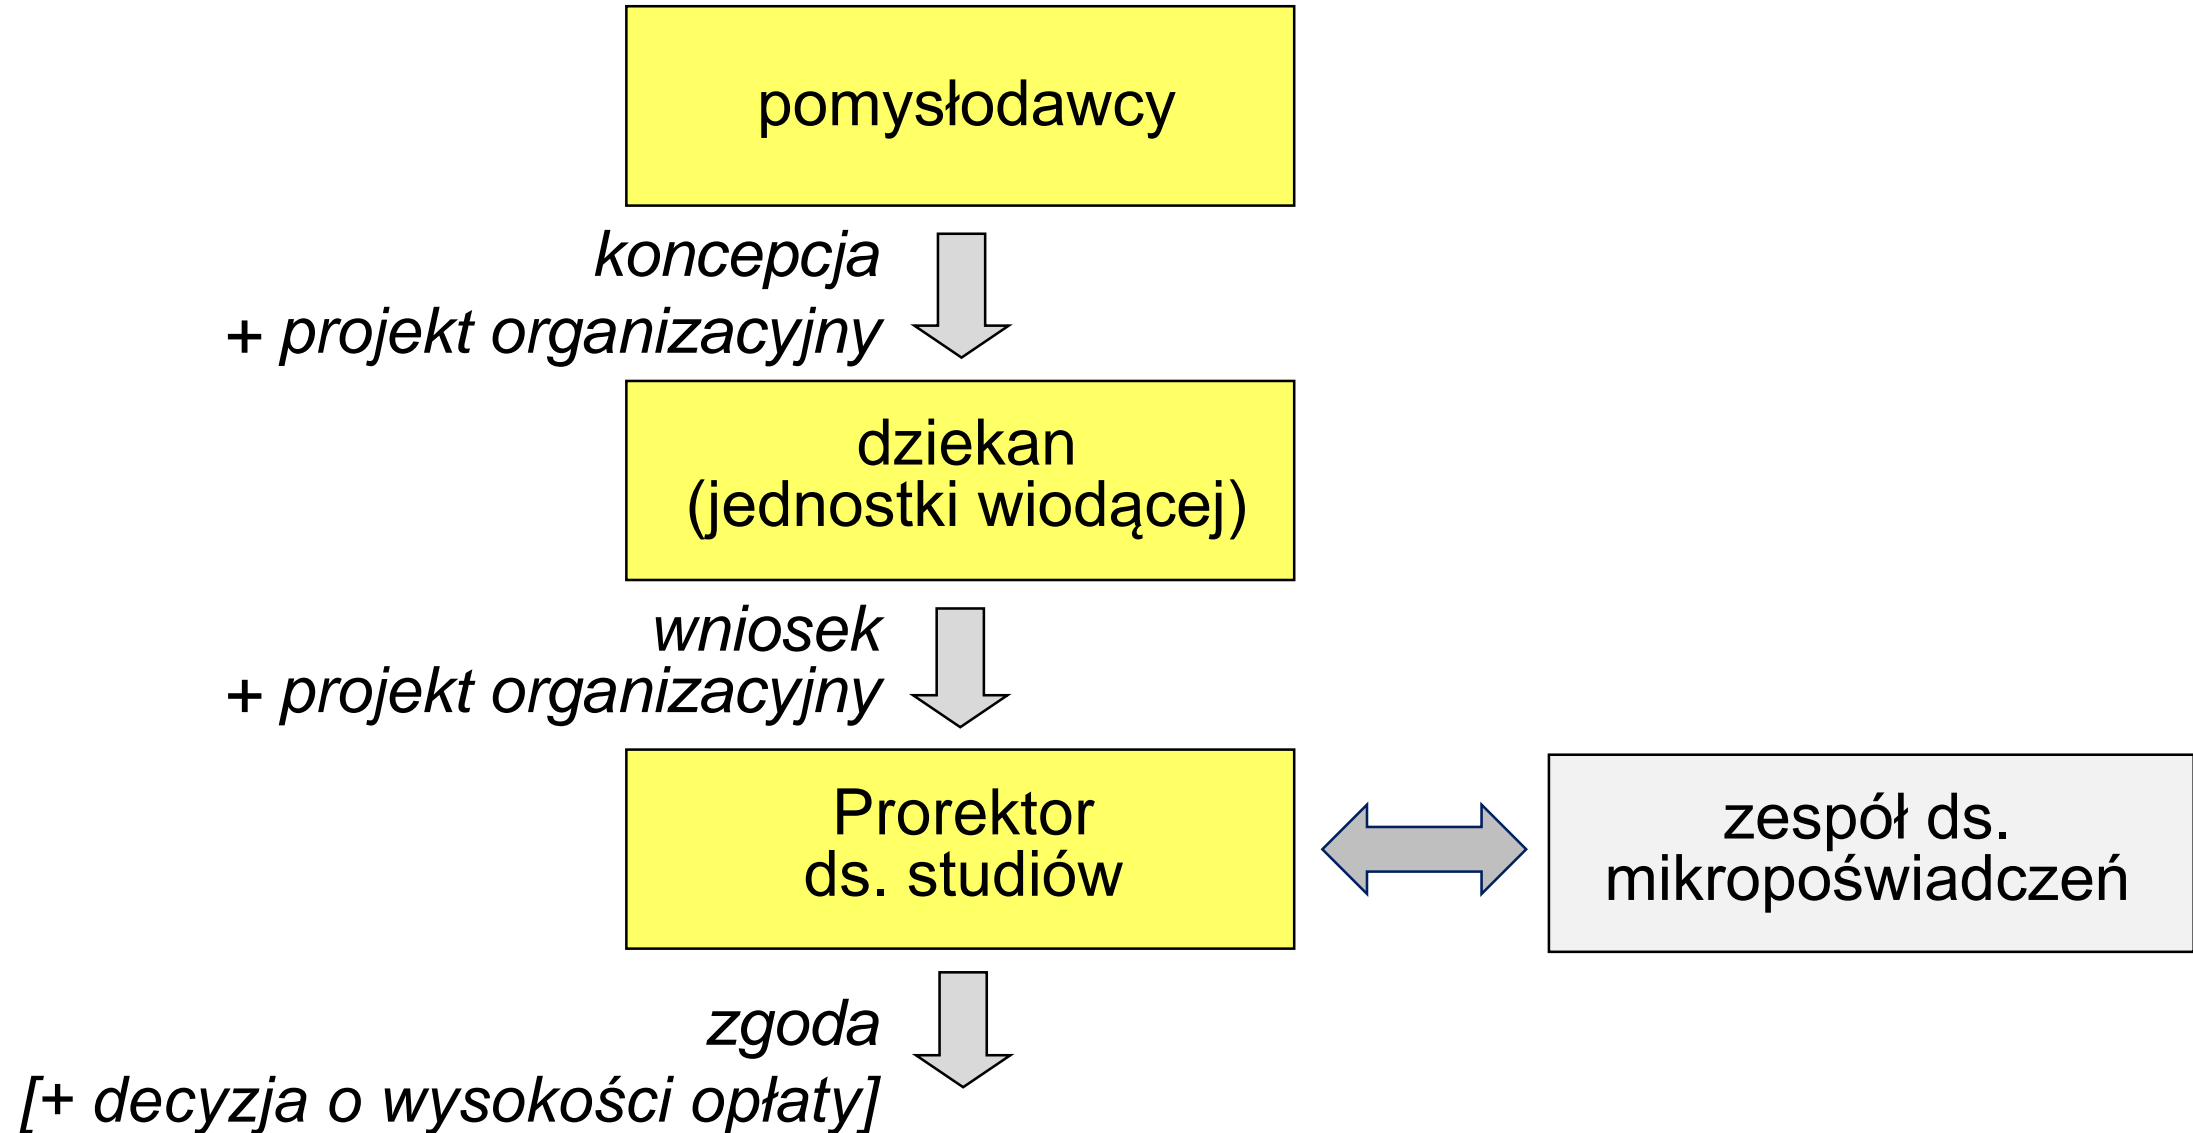 pomysłodawcy
koncepcja
+ projekt organizacyjny
dziekan
(jednostki wiodącej)
wniosek
+ projekt organizacyjny
Prorektor
ds. studiów
zespół ds.
mikropoświadczeń
zgoda
[+ decyzja o wysokości opłaty]